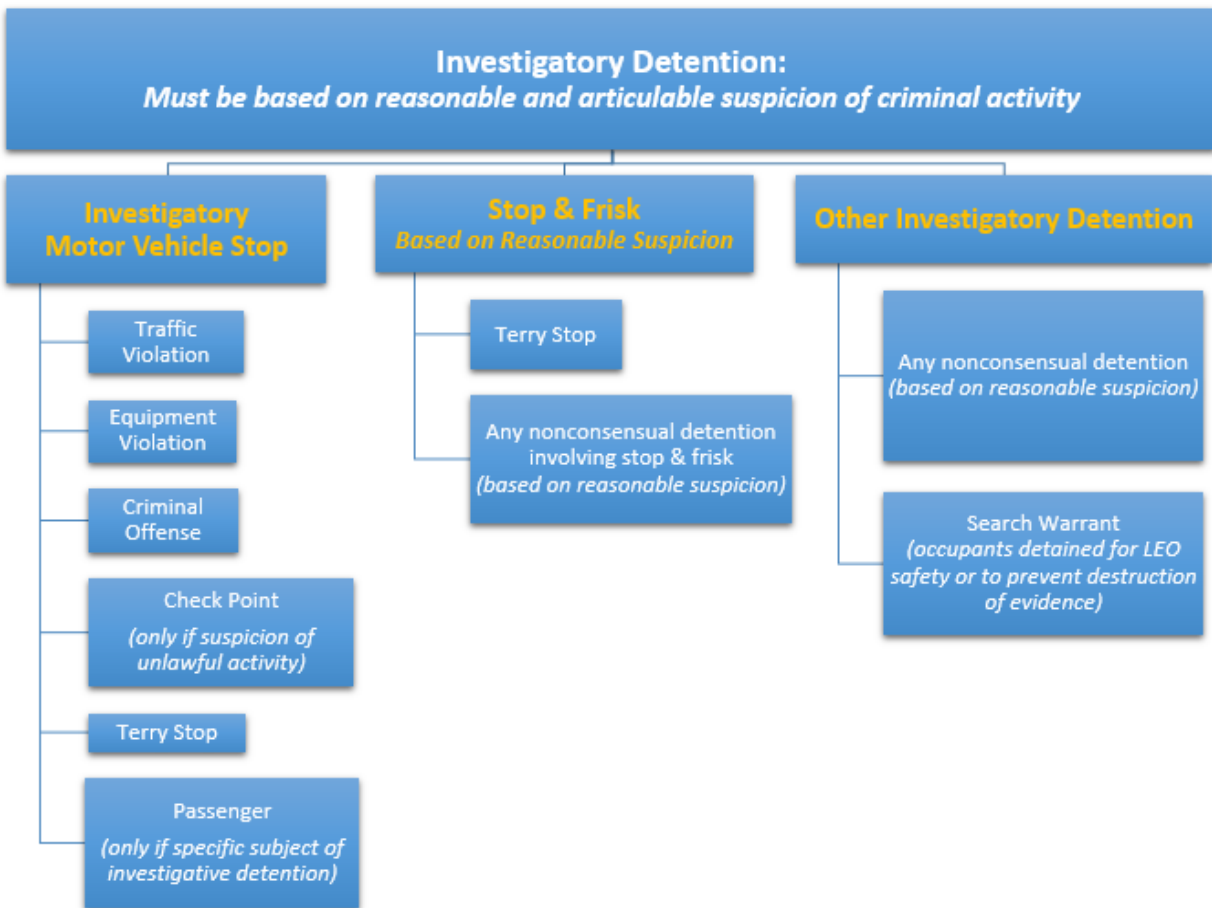 Investigatory Detention:
Must be based on reasonable and articulable suspicion of criminal activity
Investigatory
Motor Vehicle Stop
Traffic
Violation
Equipment
Violation
Criminal
Offense
Check Point
(only if suspicion of
unlawful activity)
Terry Stop
Passenger
(only if specific subject of
investigative detention)
Stop & Frisk
Based on Reasonable Suspicion
Terry Stop
Any nonconsensual detention
involving stop & frisk
(based on reasonable suspicion)
Other Investigatory Detention
Any nonconsensual detention
(based on reasonable suspicion)
Search Warrant
(occupants detained for LEO
safety or to prevent destruction
of evidence)